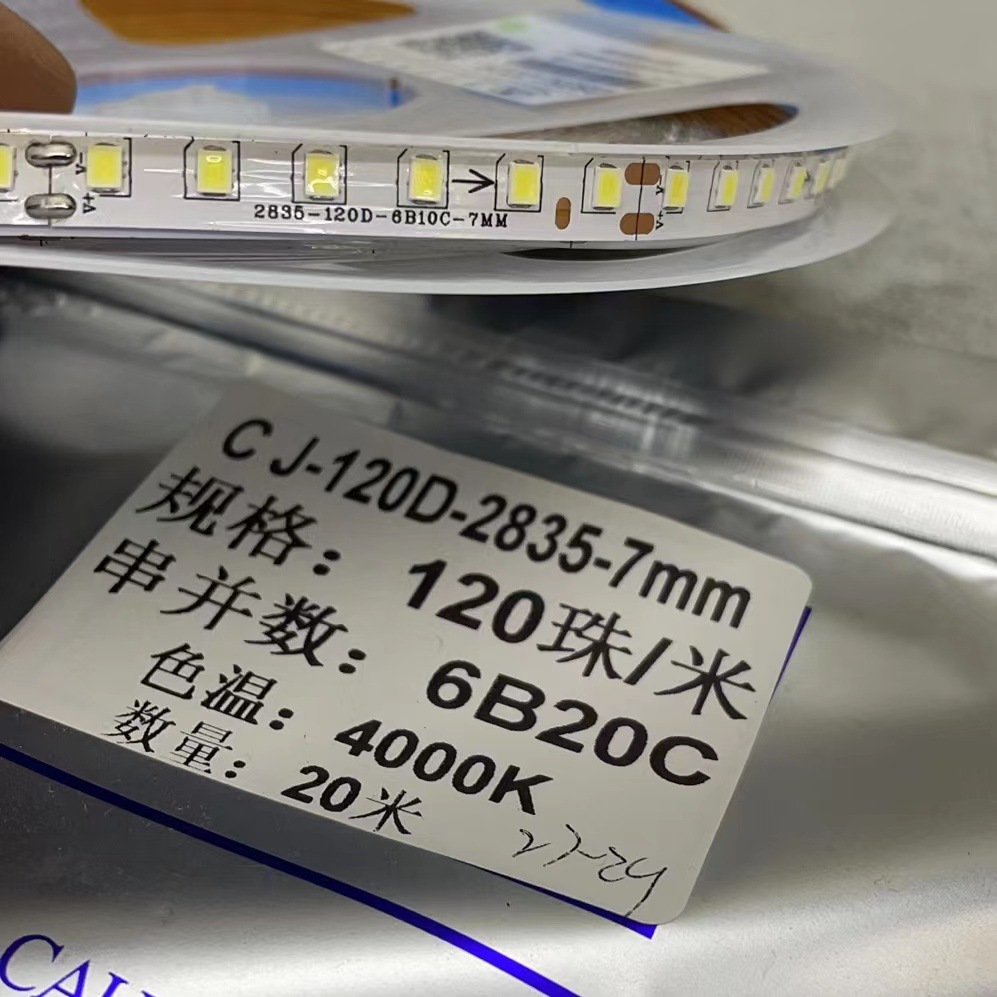 V-
V+
2835-120D-6B10C-7MM
V+
CJ-120D-2835-7mm
规格: 120珠/米
串并数: 6B20C
色温: 4000K
数量: 20米